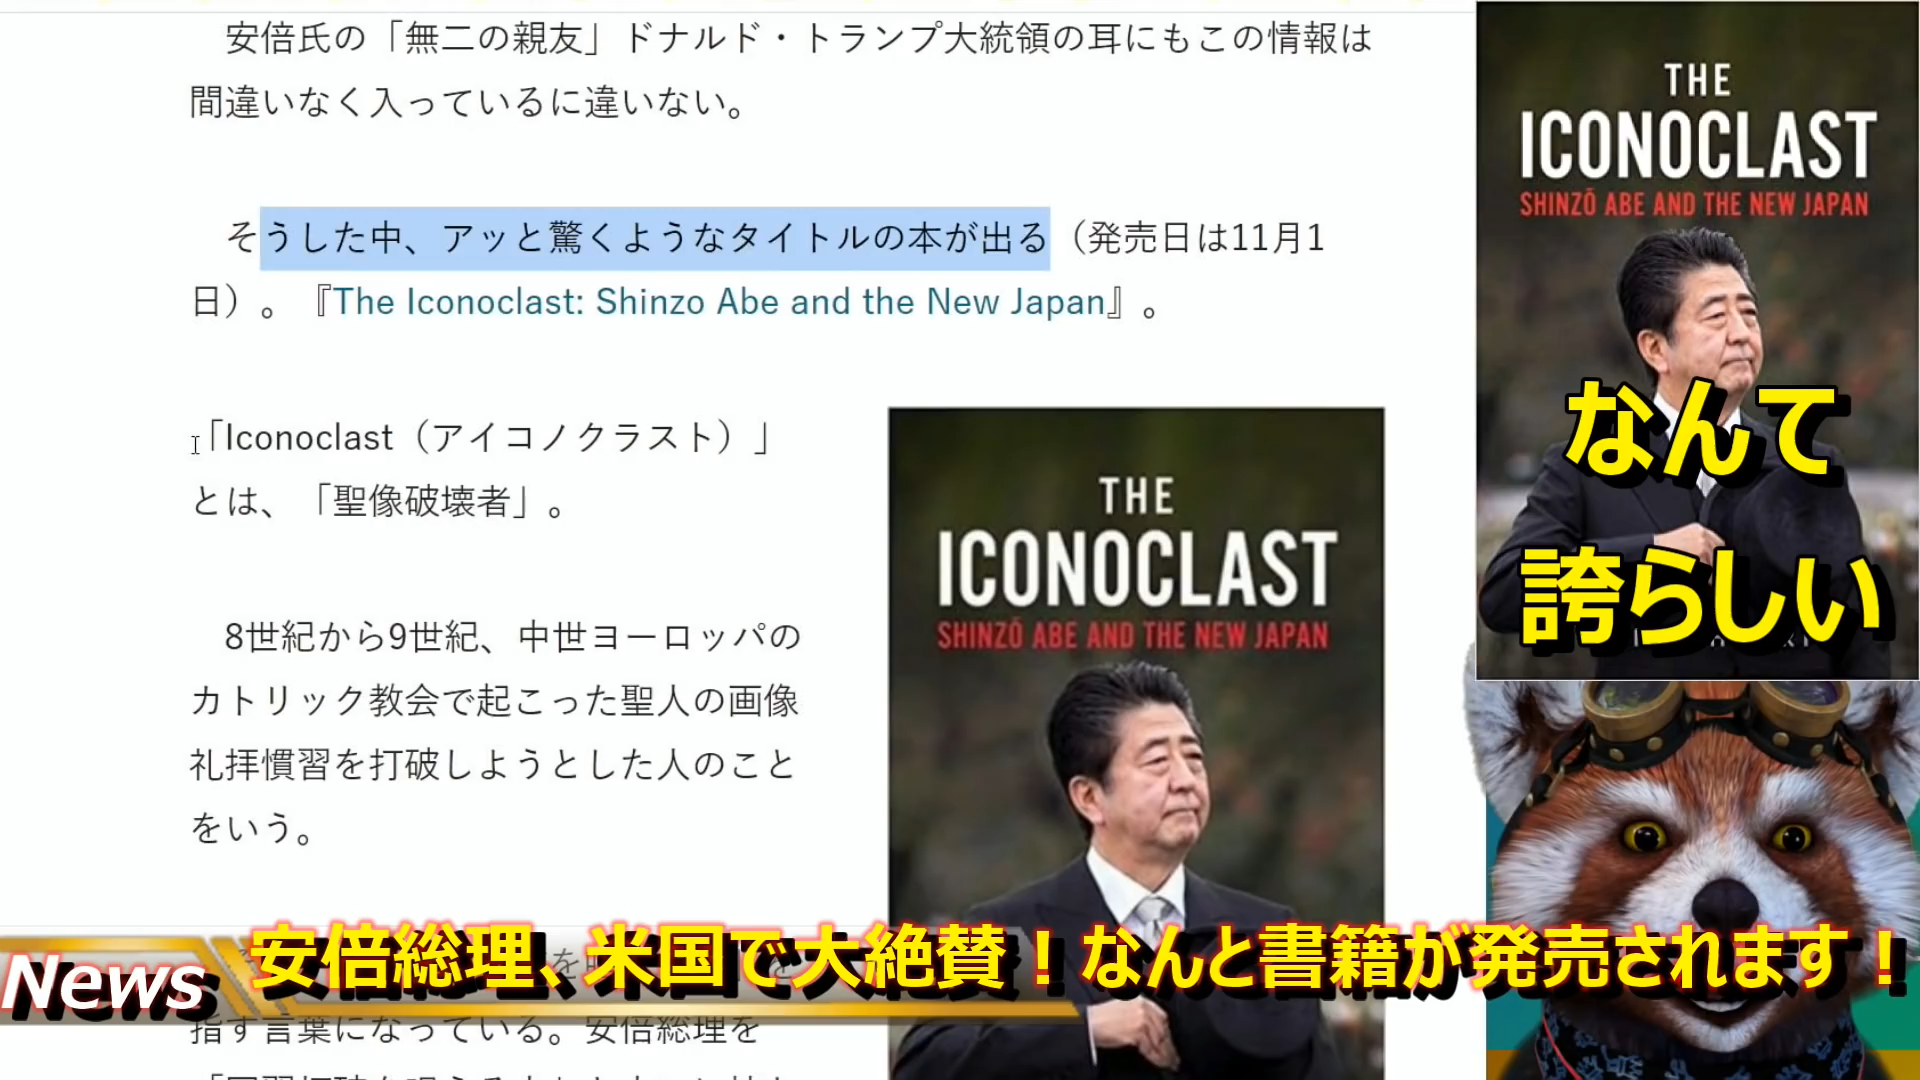 安倍氏の「無二の親友」ドナルド・トランプ大統領の耳にもこの情報は
間違いなく入っているに違いない。
そうした中、アッと驚くようなタイトルの本が出る（発売日は11月1
日）。『The Iconoclast: Shinzo Abe and the New Japan』。
「Iconoclast（アイコノクラスト）」
とは、「聖像破壊者」。
8世紀から9世紀、中世ヨーロッパの
カトリック教会で起こった聖人の画像
礼拝慣習を打破しようとした人のこと
をいう。
指す言葉になっている。安倍総理を
THE
ICONOCLAST
SHINZŌ ABE AND THE NEW JAPAN
THE
ICONOCLAST
SHINZŌ ABE AND THE NEW JAPAN
なんて
誇らしい
News
安倍総理、米国で大絶賛！なんと書籍が発売されます！